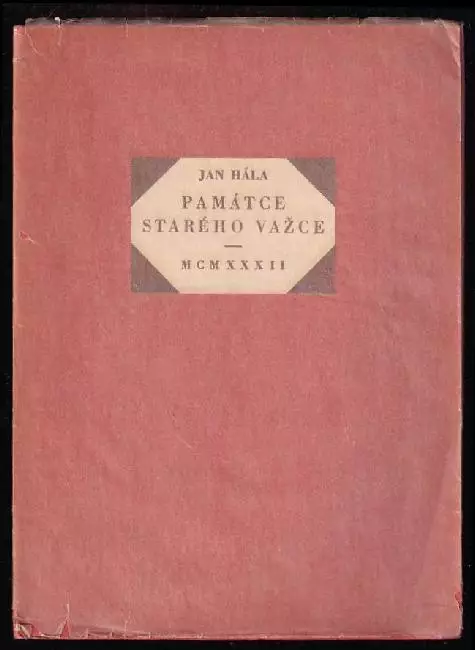 JAN HÁLA
PAMÁTCE
STARÉHO VAŽCE
MCMXXXII